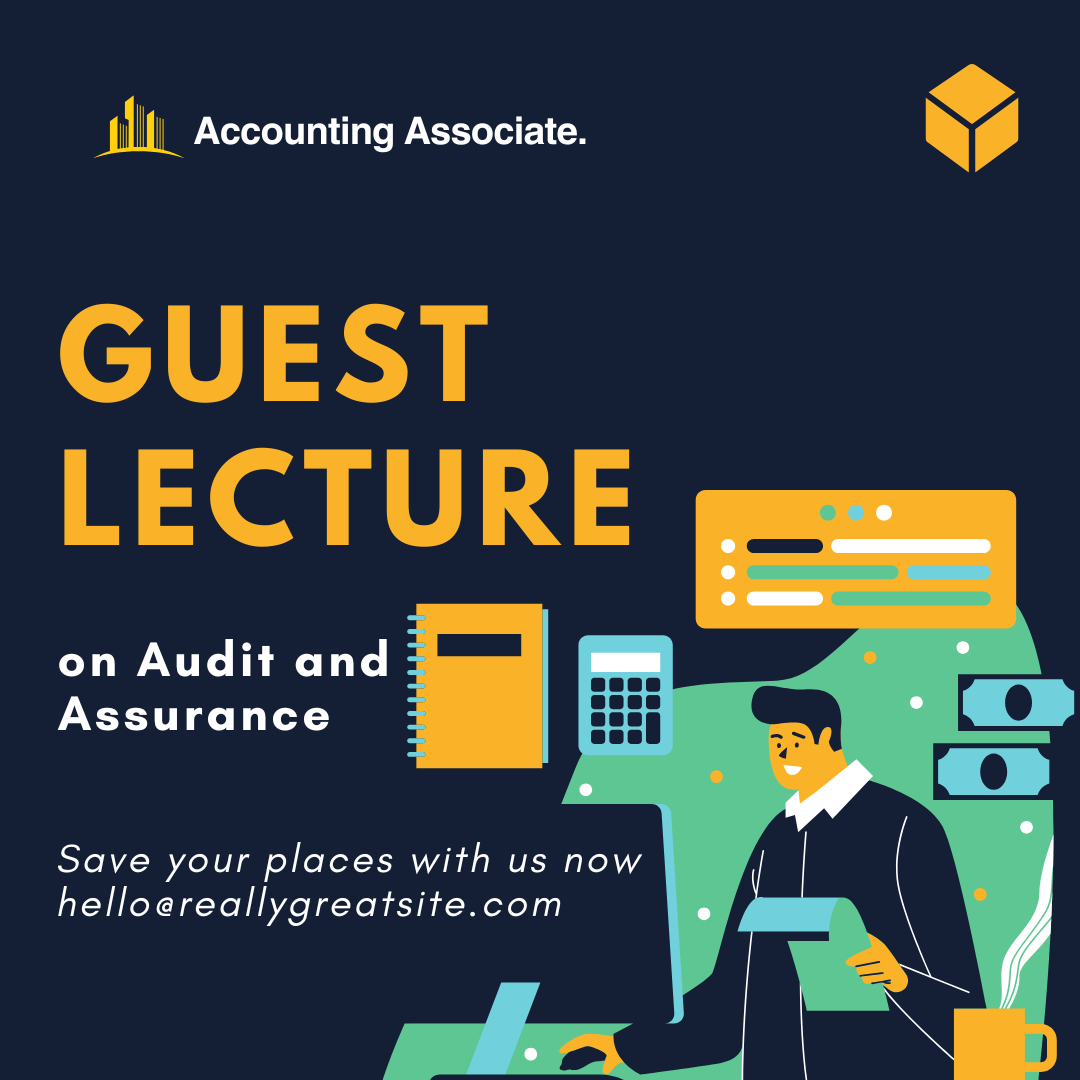 Accounting Associate.
GUEST
LECTURE
on Audit and
Assurance
Save your places with us now
hello@reallygreatsite.com